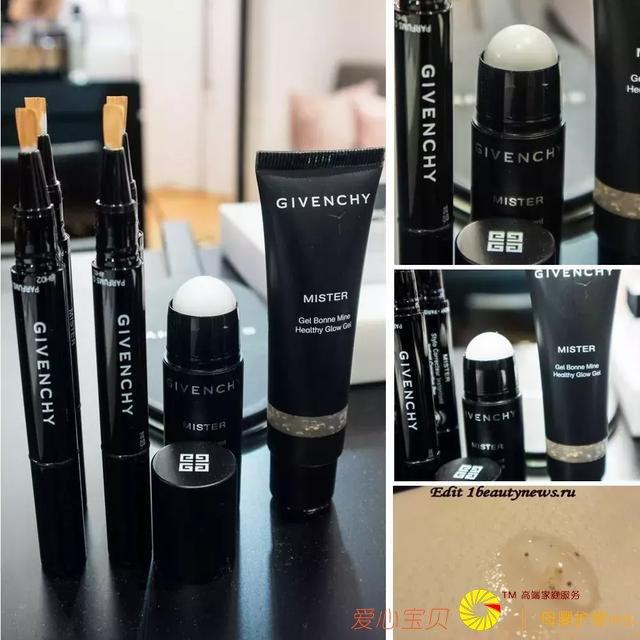 GIVENCHY
GIVENCHY
GIVENCHY
MISTER
GIVENCHY
MISTER
Gel Bonne Mine
Healthy Glow Gel
GIVENCHY
GIVENCHY
MISTER
GIVENCHY
GIVENCHY
MISTER
GIVENCHY
MISTER
Gel Bonne Mine
Healthy Glow Gel
Edit 1beautynews.ru
爱心宝贝
TM 高端家庭服务